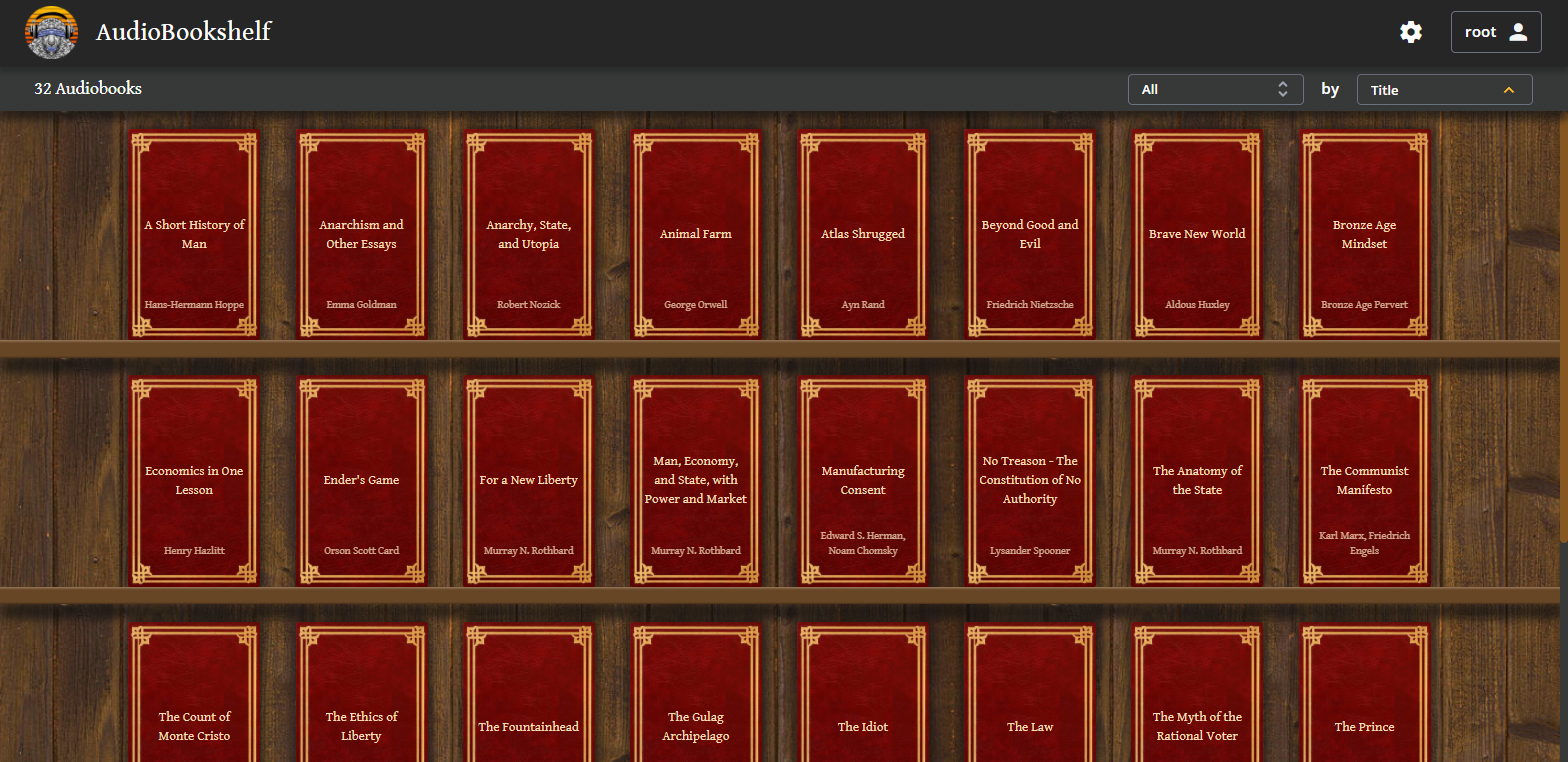 AudioBookshelf
root
32 Audiobooks
All
by
Title
A Short History of
Man
Hans-Hermann Hoppe
Anarchism and
Other Essays
Emma Goldman
Anarchy, State,
and Utopia
Robert Nozick
Animal Farm
George Orwell
Atlas Shrugged
Ayn Rand
Beyond Good and
Evil
Friedrich Nietzsche
Brave New World
Aldous Huxley
Bronze Age
Mindset
Bronze Age Pervert
Economics in One
Lesson
Henry Hazlitt
Ender's Game
Orson Scott Card
For a New Liberty
Murray N. Rothbard
Man, Economy,
and State, with
Power and Market
Murray N. Rothbard
Manufacturing
Consent
Edward S. Herman,
Noam Chomsky
No Treason - The
Constitution of No
Authority
Lysander Spooner
The Anatomy of
the State
Murray N. Rothbard
The Communist
Manifesto
Karl Marx, Friedrich
Engels
The Count of
Monte Cristo
The Ethics of
Liberty
The Fountainhead
The Gulag
Archipelago
The Idiot
The Law
The Myth of the
Rational Voter
The Prince